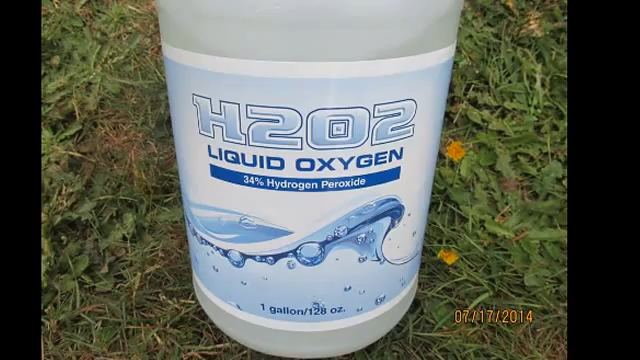 H2O2
LIQUID OXYGEN
34% Hydrogen Peroxide
1 gallon/128 oz.
07/17/2014